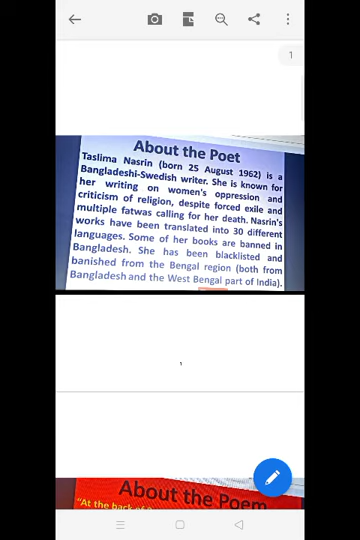 1
About the Poet
Taslima Nasrin (born 25 August 1962) is a
Bangladeshi-Swedish writer. She is known for
her writing on women's oppression and
criticism of religion, despite forced exile and
multiple fatwas calling for her death. Nasrin's
works have been translated into 30 different
languages. Some of her books are banned in
Bangladesh. She has been blacklisted and
banished from the Bengal region (both from
Bangladesh and the West Bengal part of India).
1
About the Poem
"At the back of